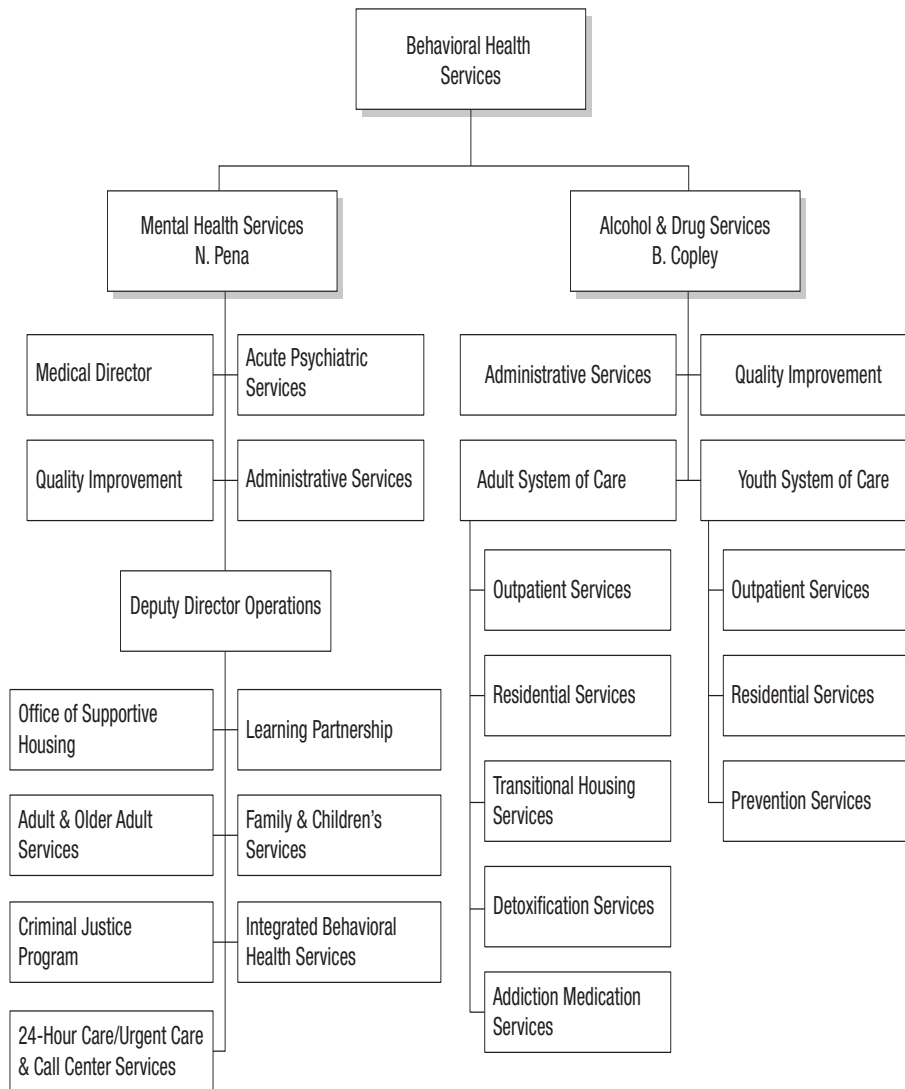 Behavioral Health
Services
Mental Health Services
N. Pena
Alcohol & Drug Services
B. Copley
Medical Director
Acute Psychiatric
Services
Quality Improvement
Administrative Services
Deputy Director Operations
Office of Supportive
Housing
Learning Partnership
Adult & Older Adult
Services
Family & Children's
Services
Criminal Justice
Program
Integrated Behavioral
Health Services
24-Hour Care/Urgent Care
& Call Center Services
Administrative Services
Quality Improvement
Adult System of Care
Youth System of Care
Outpatient Services
Residential Services
Transitional Housing
Services
Detoxification Services
Addiction Medication
Services
Outpatient Services
Residential Services
Prevention Services